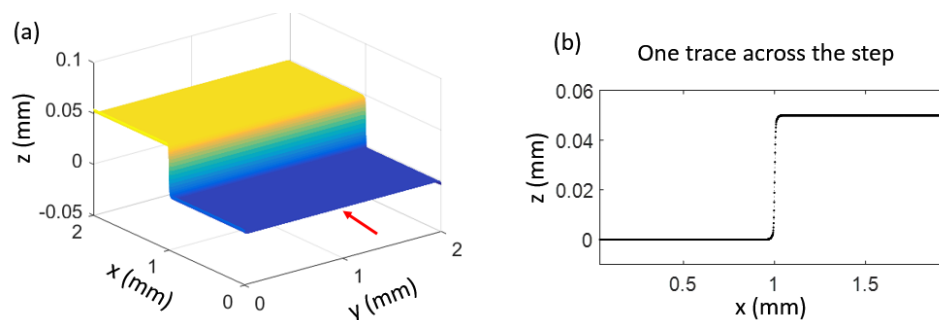 (a)
0.1
0.05
0
-0.05
z (mm)
2
1
0
x (mm)
0
1
2
y (mm)
(b)
One trace across the step
0.06
0.04
0.02
0
z (mm)
0.5
1
1.5
x (mm)